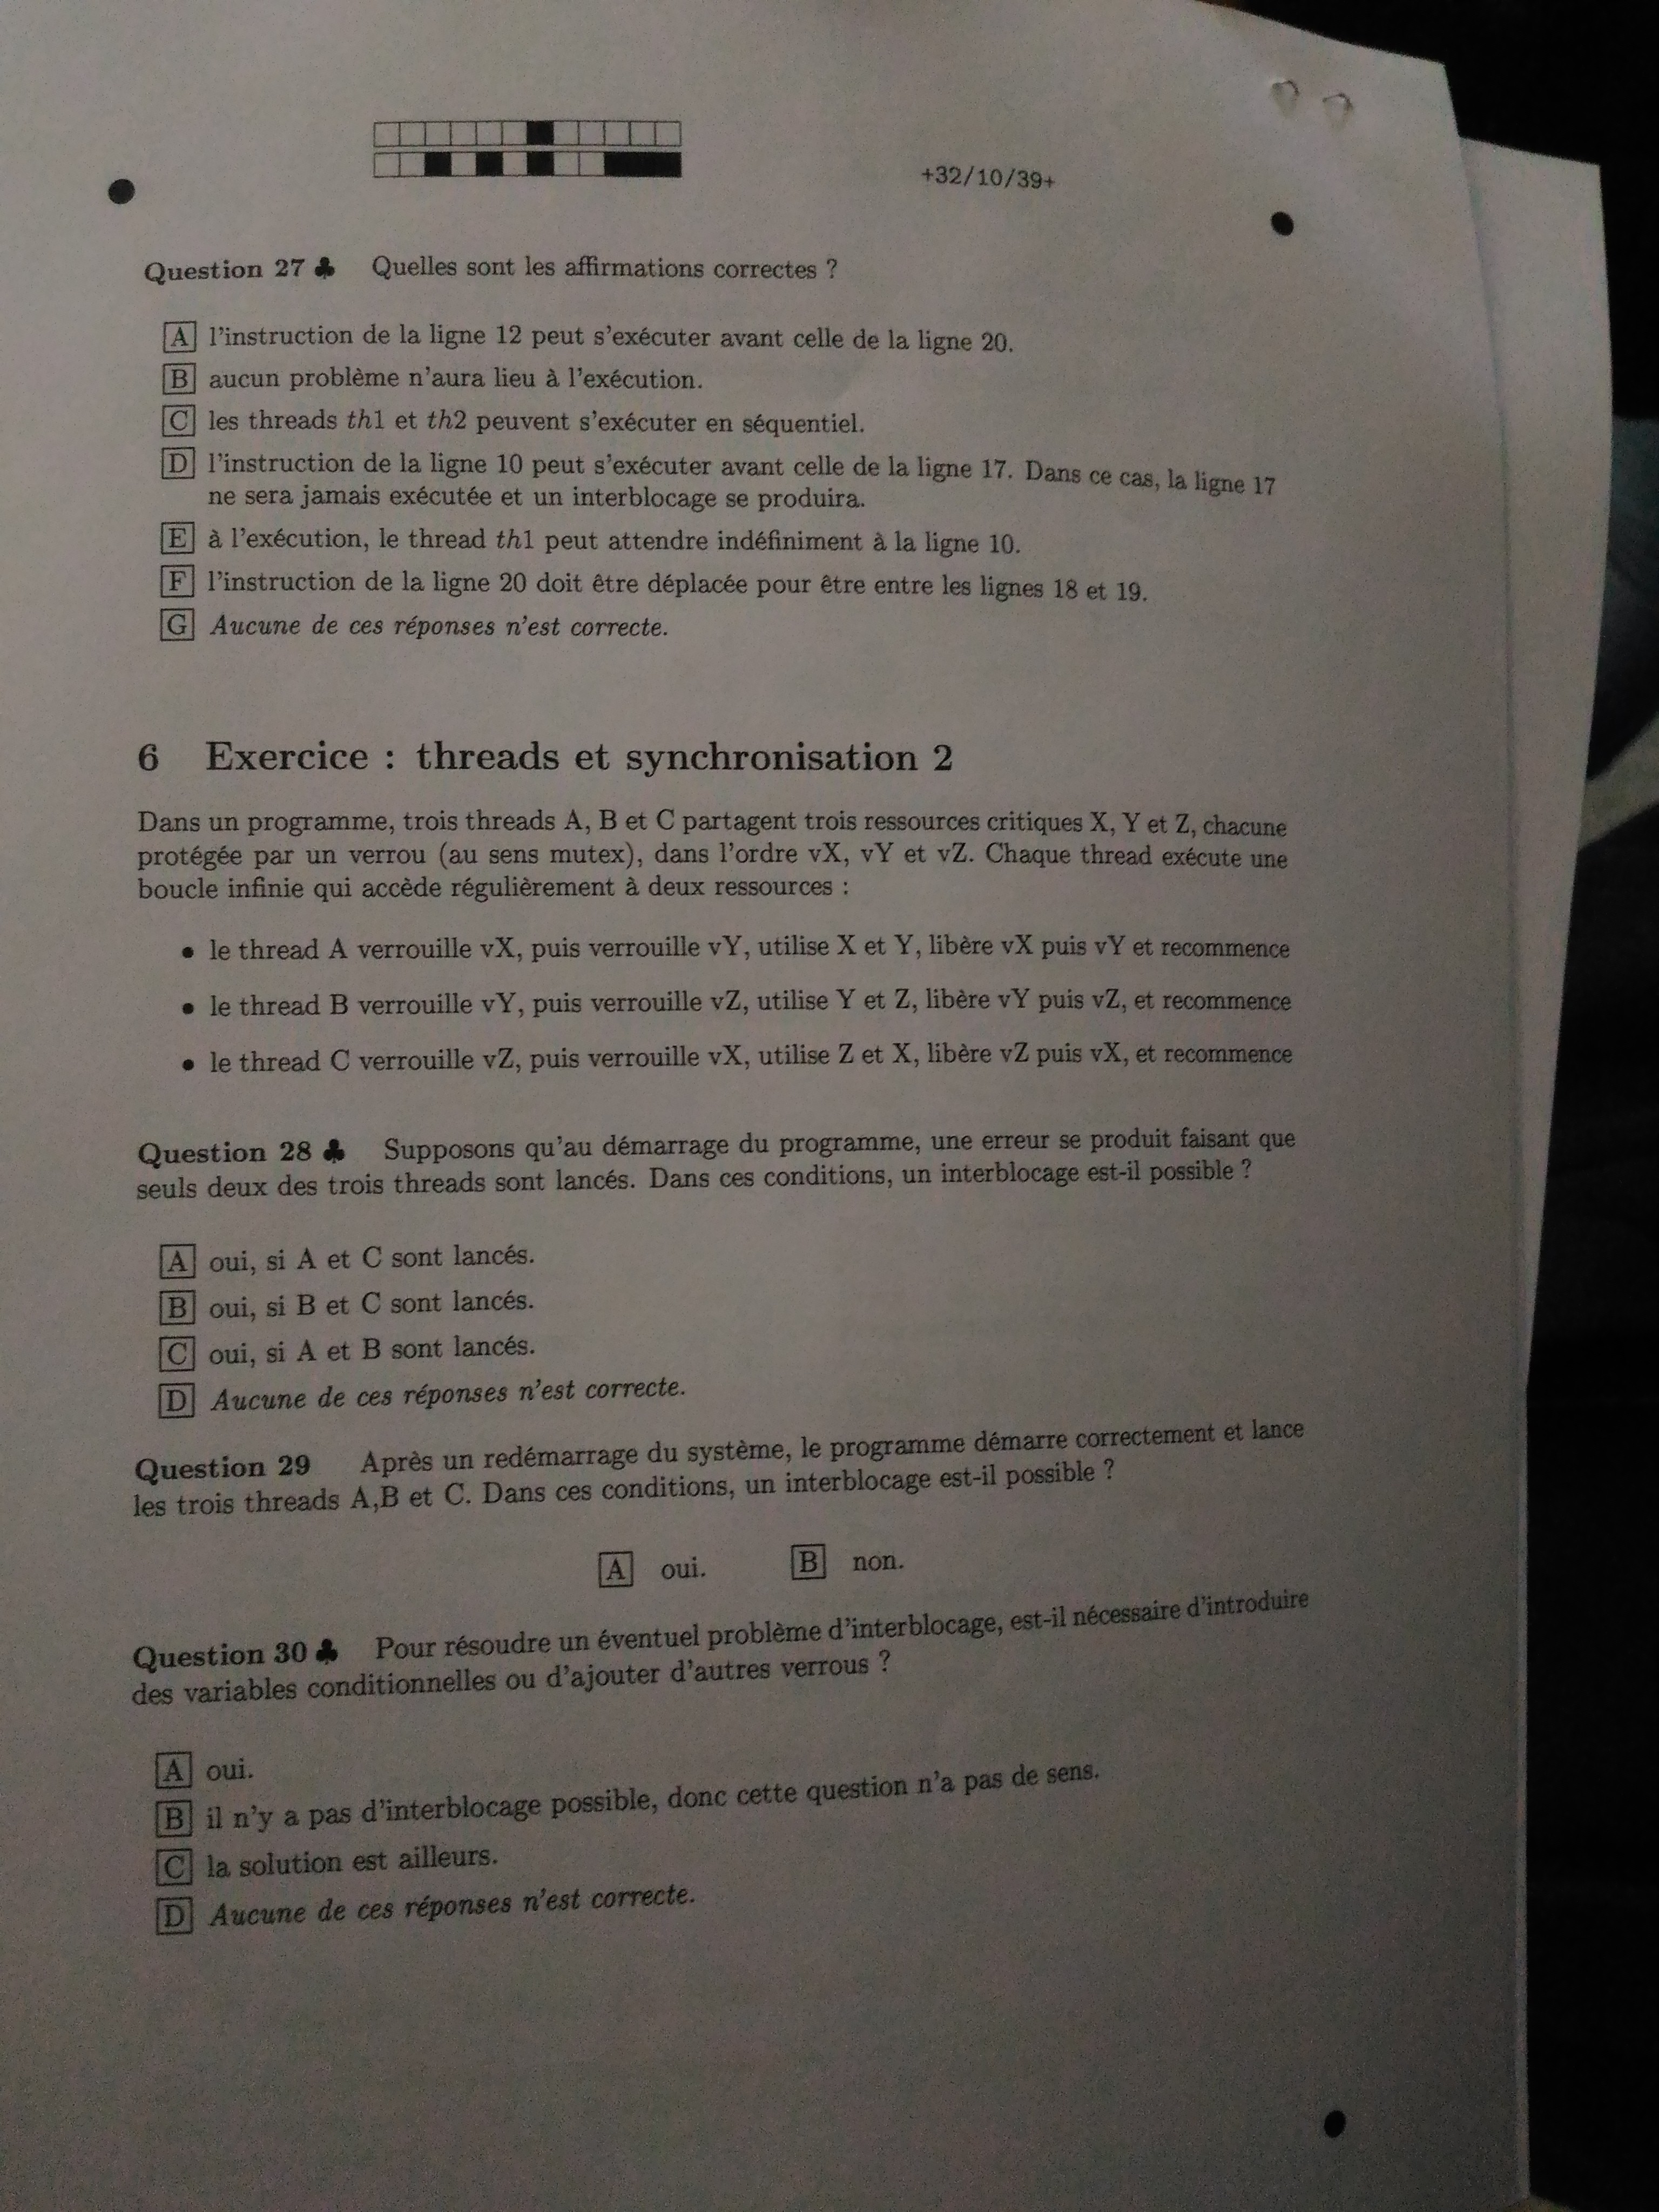 +32/10/39+
Question 27 ♣ Quelles sont les affirmations correctes ?
A l'instruction de la ligne 12 peut s'exécuter avant celle de la ligne 20.
B aucun problème n'aura lieu à l'exécution.
C les threads th1 et th2 peuvent s'exécuter en séquentiel.
D l'instruction de la ligne 10 peut s'exécuter avant celle de la ligne 17. Dans ce cas, la ligne 17
ne sera jamais exécutée et un interblocage se produira.
E à l'exécution, le thread th1 peut attendre indéfiniment à la ligne 10.
F l'instruction de la ligne 20 doit être déplacée pour être entre les lignes 18 et 19.
G Aucune de ces réponses n'est correcte.
6 Exercice : threads et synchronisation 2
Dans un programme, trois threads A, B et C partagent trois ressources critiques X, Y et Z, chacune
protégée par un verrou (au sens mutex), dans l'ordre vX, vY et vZ. Chaque thread exécute une
boucle infinie qui accède régulièrement à deux ressources :
• le thread A verrouille vX, puis verrouille vY, utilise X et Y, libère vX puis vY et recommence
• le thread B verrouille vY, puis verrouille vZ, utilise Y et Z, libère vY puis vZ, et recommence
• le thread C verrouille vZ, puis verrouille vX, utilise Z et X, libère vZ puis vX, et recommence
Question 28 ♣ Supposons qu'au démarrage du programme, une erreur se produit faisant que
seuls deux des trois threads sont lancés. Dans ces conditions, un interblocage est-il possible ?
A oui, si A et C sont lancés.
B oui, si B et C sont lancés.
C oui, si A et B sont lancés.
D Aucune de ces réponses n'est correcte.
Question 29 Après un redémarrage du système, le programme démarre correctement et lance
les trois threads A,B et C. Dans ces conditions, un interblocage est-il possible ?
A oui. B non.
Question 30 ♣ Pour résoudre un éventuel problème d'interblocage, est-il nécessaire d'introduire
des variables conditionnelles ou d'ajouter d'autres verrous ?
A oui.
B il n'y a pas d'interblocage possible, donc cette question n'a pas de sens.
C la solution est ailleurs.
D Aucune de ces réponses n'est correcte.